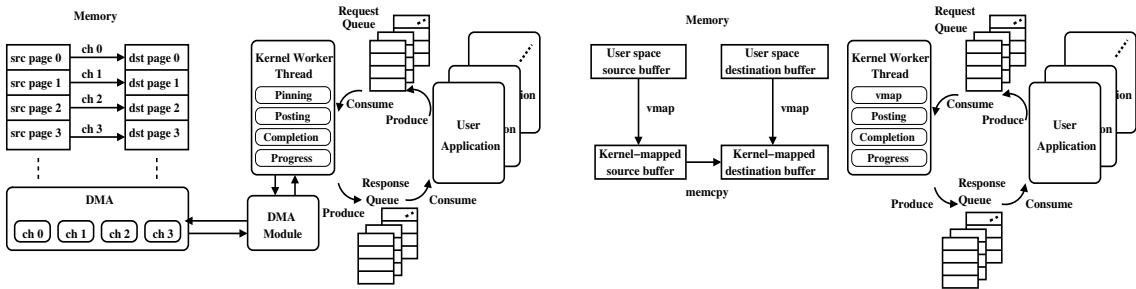 Memory
src page 0
ch 0
dst page 0
src page 1
ch 1
dst page 1
src page 2
ch 2
dst page 2
src page 3
ch 3
dst page 3
DMA
ch 0
ch 1
ch 2
ch 3
Kernel Worker
Thread
Pinning
Posting
Completion
Progress
DMA
Module
Request
Queue
Consume
Produce
User
Application
ion
on
Response
Queue
Produce
Consume
Memory
User space
source buffer
User space
destination buffer
vmap
vmap
Kernel-mapped
source buffer
Kernel-mapped
destination buffer
memcpy
Kernel Worker
Thread
vmap
Posting
Completion
Progress
Request
Queue
Consume
Produce
User
Application
ion
on
Response
Queue
Produce
Consume